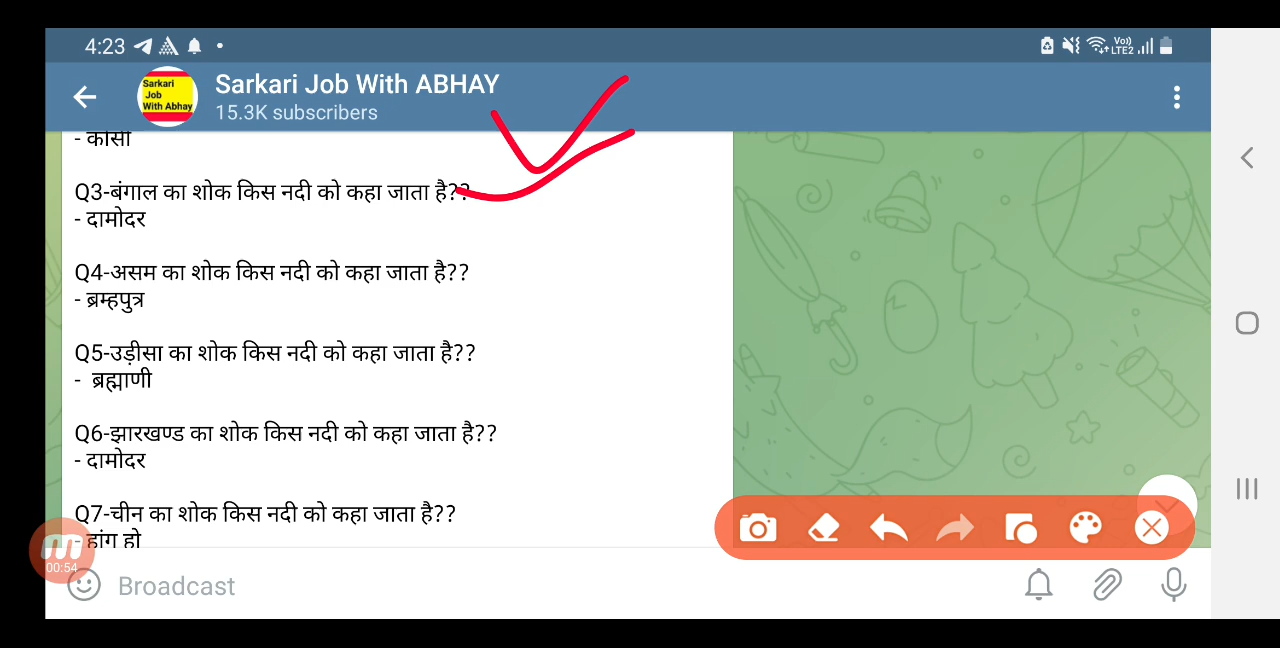 4:23
Vo))
LTE2
Sarkari
Job
With Abhay
Sarkari Job With ABHAY
15.3K subscribers
- कोसी
Q3-बंगाल का शोक किस नदी को कहा जाता है??
- दामोदर
Q4-असम का शोक किस नदी को कहा जाता है??
- ब्रम्हपुत्र
Q5-उड़ीसा का शोक किस नदी को कहा जाता है??
- ब्रह्माणी
Q6-झारखण्ड का शोक किस नदी को कहा जाता है??
- दामोदर
Q7-चीन का शोक किस नदी को कहा जाता है??
- हांग हो
00:54
Broadcast